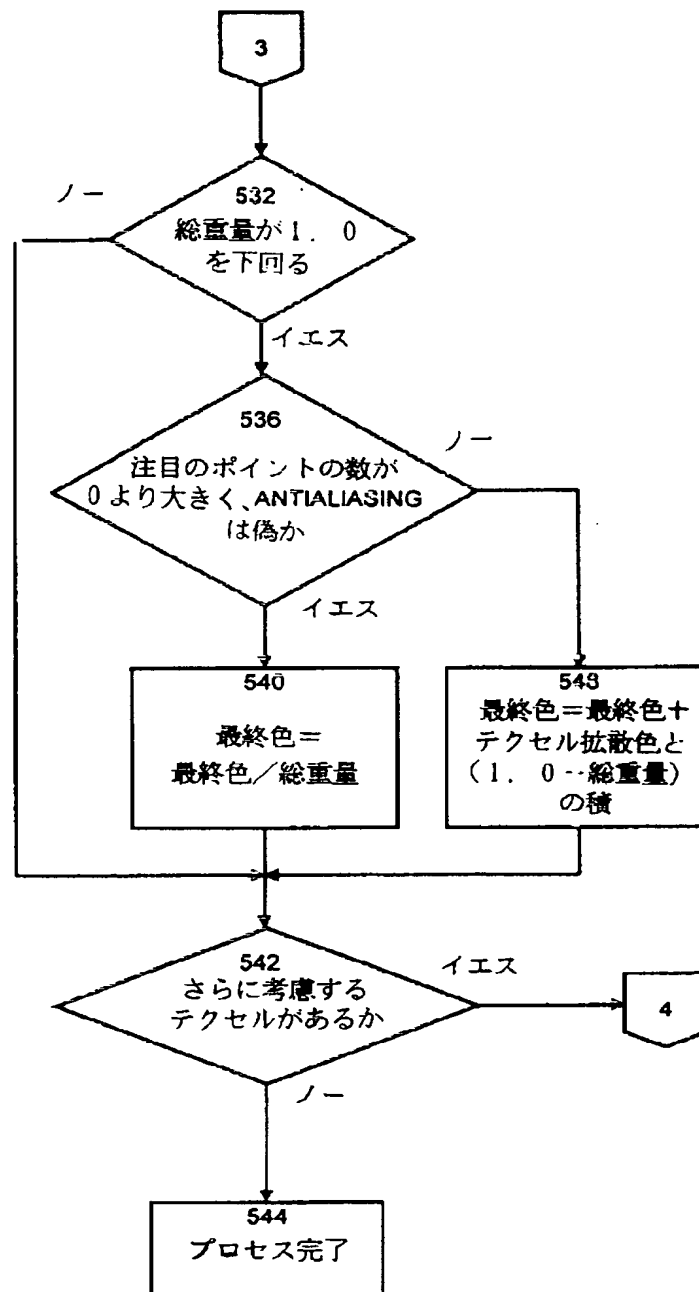 3
ノー
532
総重量が1．0
を下回る
イエス
536
ノー
注目のポイントの数が
0より大きく、ANTIALIASING
は偽か
イエス
540
最終色＝
最終色／総重量
548
最終色＝最終色＋
テクセル拡散色と
(1．0－総重量)
の積
542
さらに考慮する
テクセルがあるか
イエス
4
ノー
544
プロセス完了